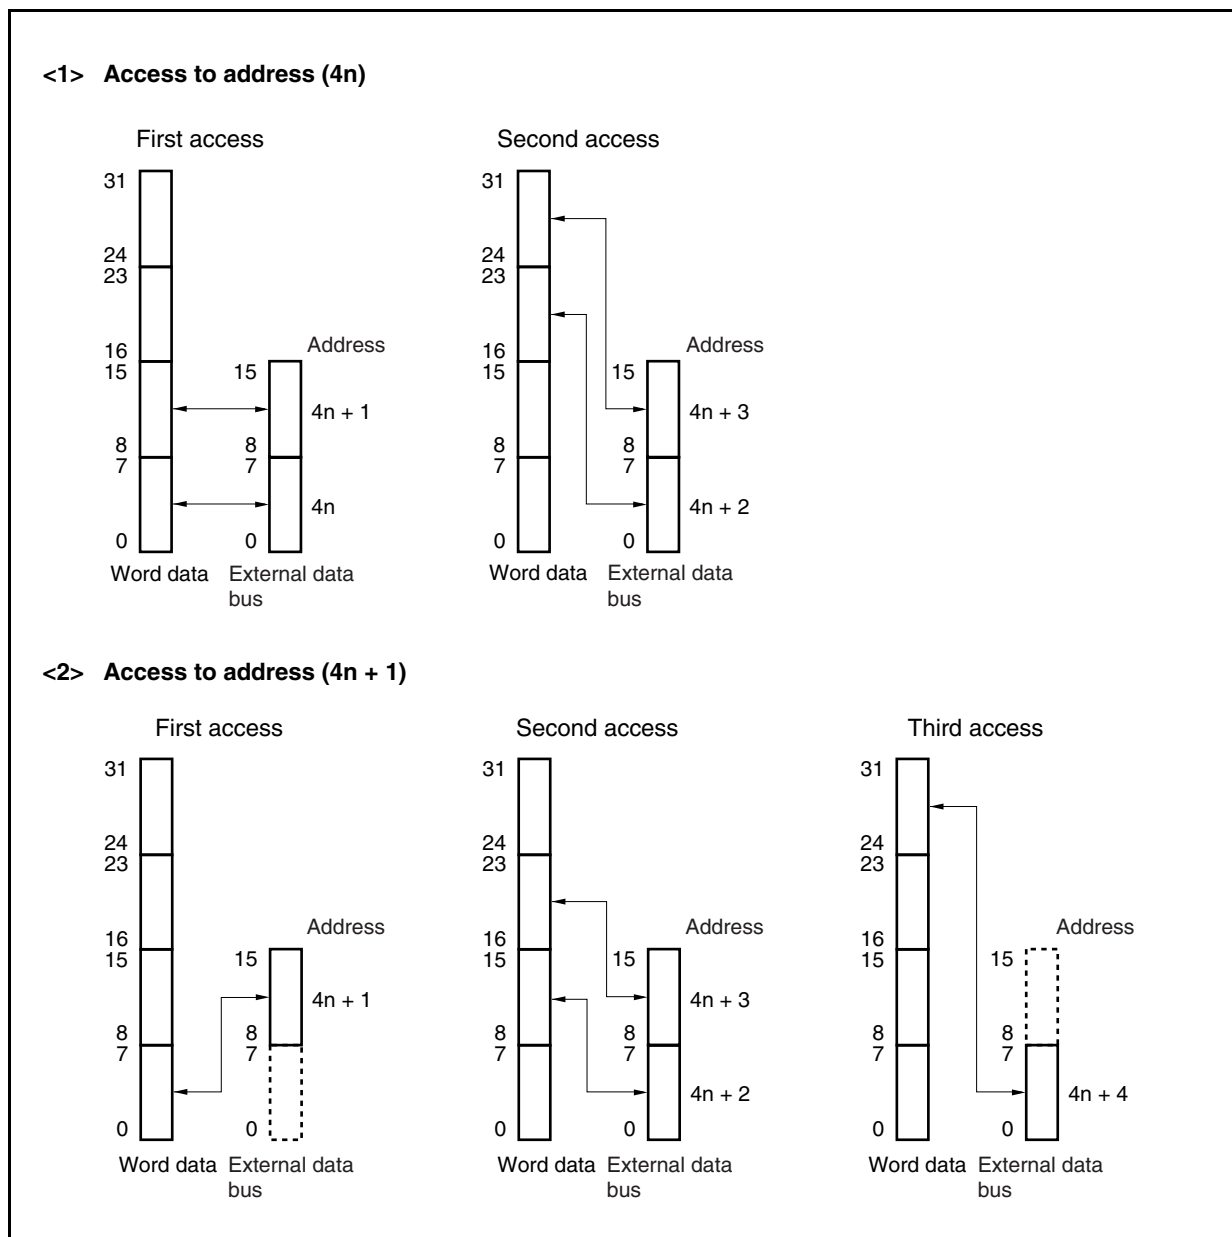 <1> Access to address (4n)
First access
Second access
31
31
24
23
24
23
16
15
Address
15
16
15
Address
15
4n + 1
4n + 3
8
7
8
7
8
7
8
7
4n
4n + 2
0
0
0
0
Word data
External data
bus
Word data
External data
bus
<2> Access to address (4n + 1)
First access
Second access
Third access
31
31
31
24
23
24
23
24
23
16
15
Address
15
16
15
Address
15
16
15
Address
15
4n + 1
4n + 3
8
7
8
7
8
7
8
7
8
7
8
7
4n + 2
4n + 4
0
0
0
0
0
0
Word data
External data
bus
Word data
External data
bus
Word data
External data
bus